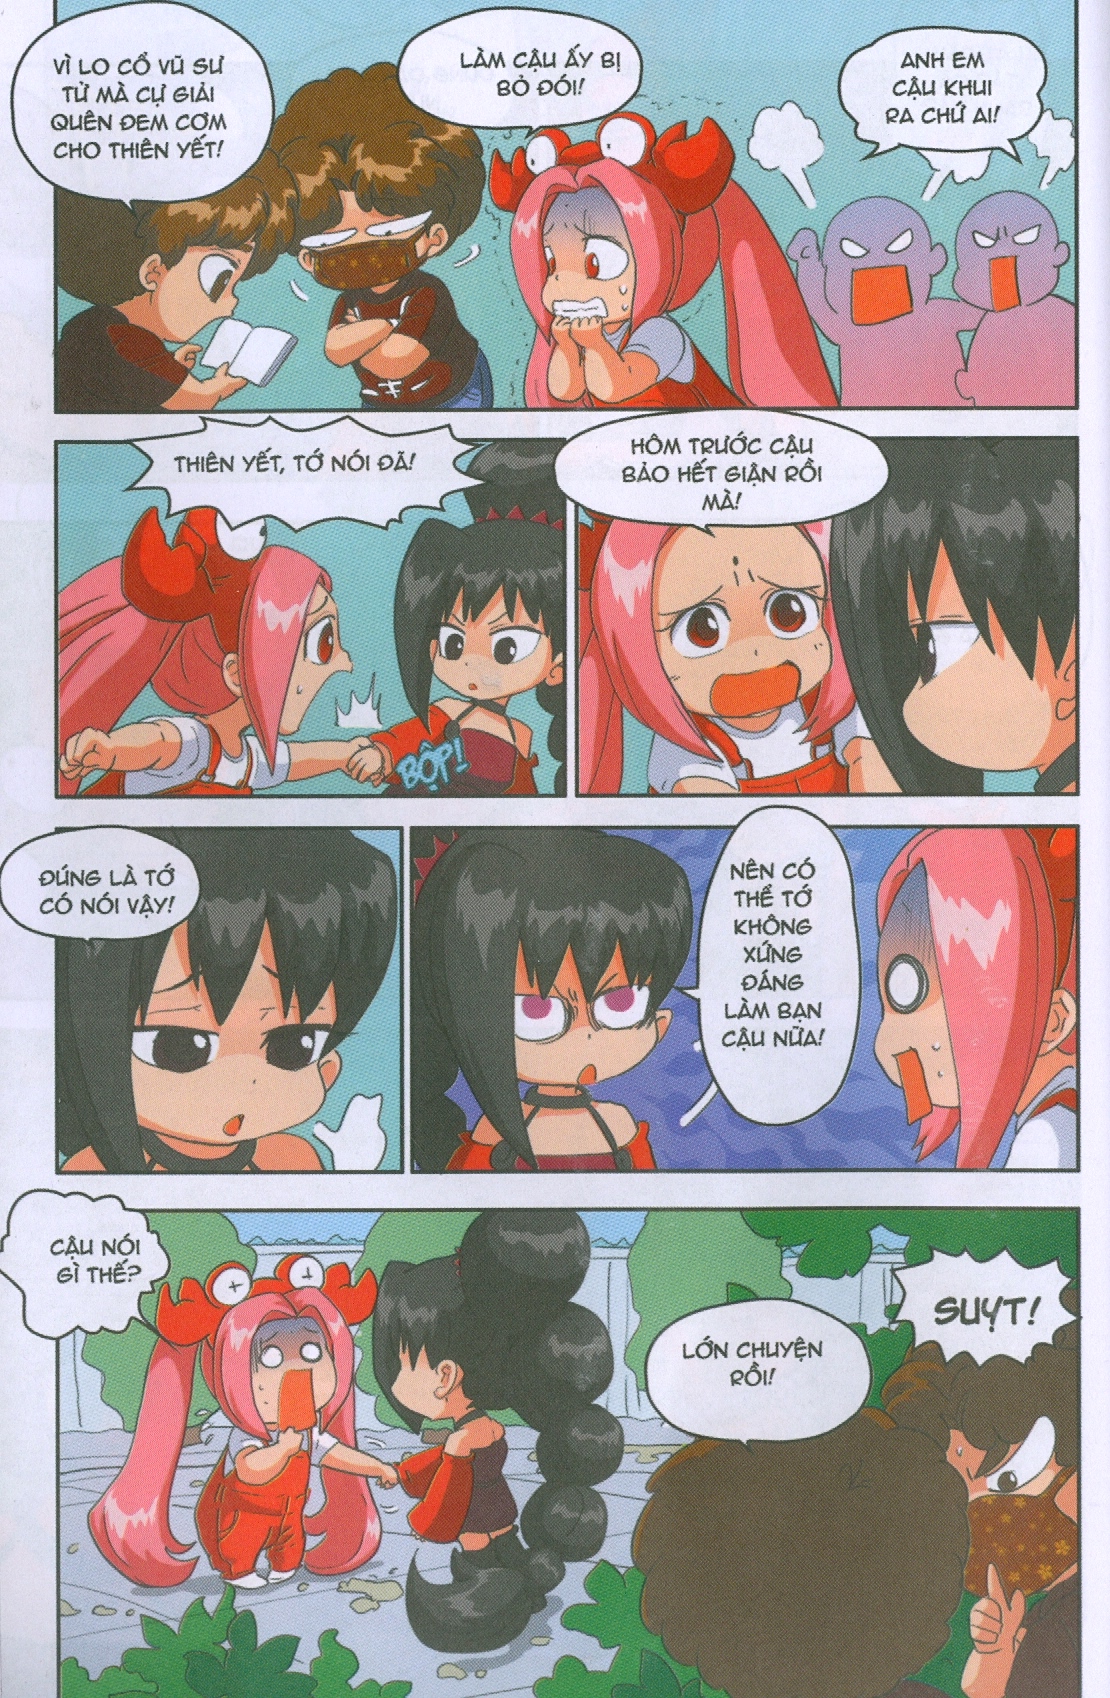 VÌ LO CỔ VŨ SƯ
TỬ MÀ CỰ GIẢI
QUÊN ĐEM CƠM
CHO THIÊN YẾT!
LÀM CẬU ẤY BỊ
BỎ ĐÓI!
ANH EM
CẬU KHUI
RA CHỨ AI!
THIÊN YẾT, TỚ NÓI ĐÃ!
BỘP!
HÔM TRƯỚC CẬU
BẢO HẾT GIẬN RỒI
MÀ!
ĐÚNG LÀ TỚ
CÓ NÓI VẬY!
NÊN CÓ
THỂ TỚ
KHÔNG
XỨNG
ĐÁNG
LÀM BẠN
CẬU NỮA!
CẬU NÓI
GÌ THẾ?
LỚN CHUYỆN
RỒI!
SUỴT!